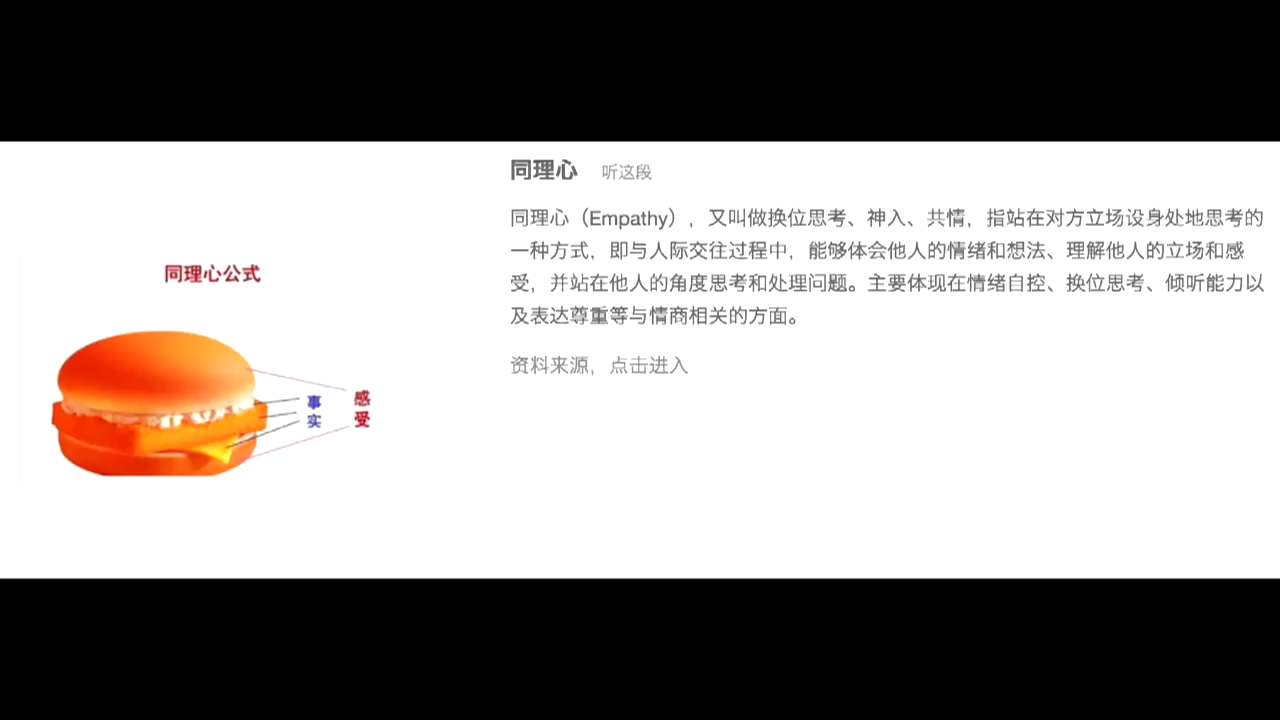 同理心 听这段
同理心（Empathy），又叫做换位思考、神入、共情，指站在对方立场设身处地思考的
一种方式，即与人际交往过程中，能够体会他人的情绪和想法、理解他人的立场和感
受，并站在他人的角度思考和处理问题。主要体现在情绪自控、换位思考、倾听能力以
及表达尊重等与情商相关的方面。
资料来源，点击进入
同理心公式
事实
感受